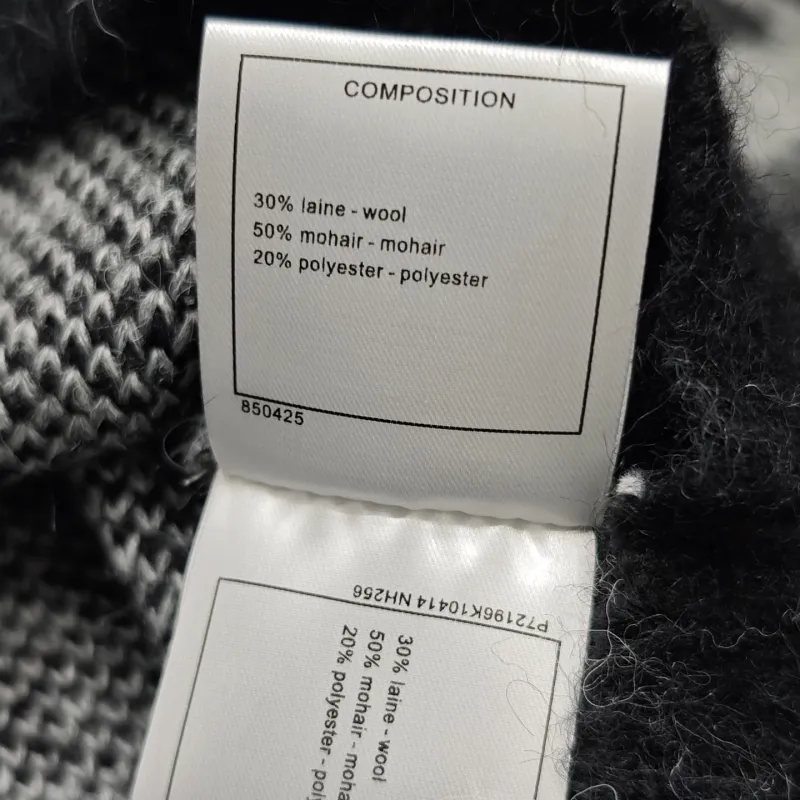 COMPOSITION
30% laine - wool
50% mohair - mohair
20% polyester - polyester
850425
P72196K10414 NH256
30% laine - wool
50% mohair - moha
20% polyester - pol